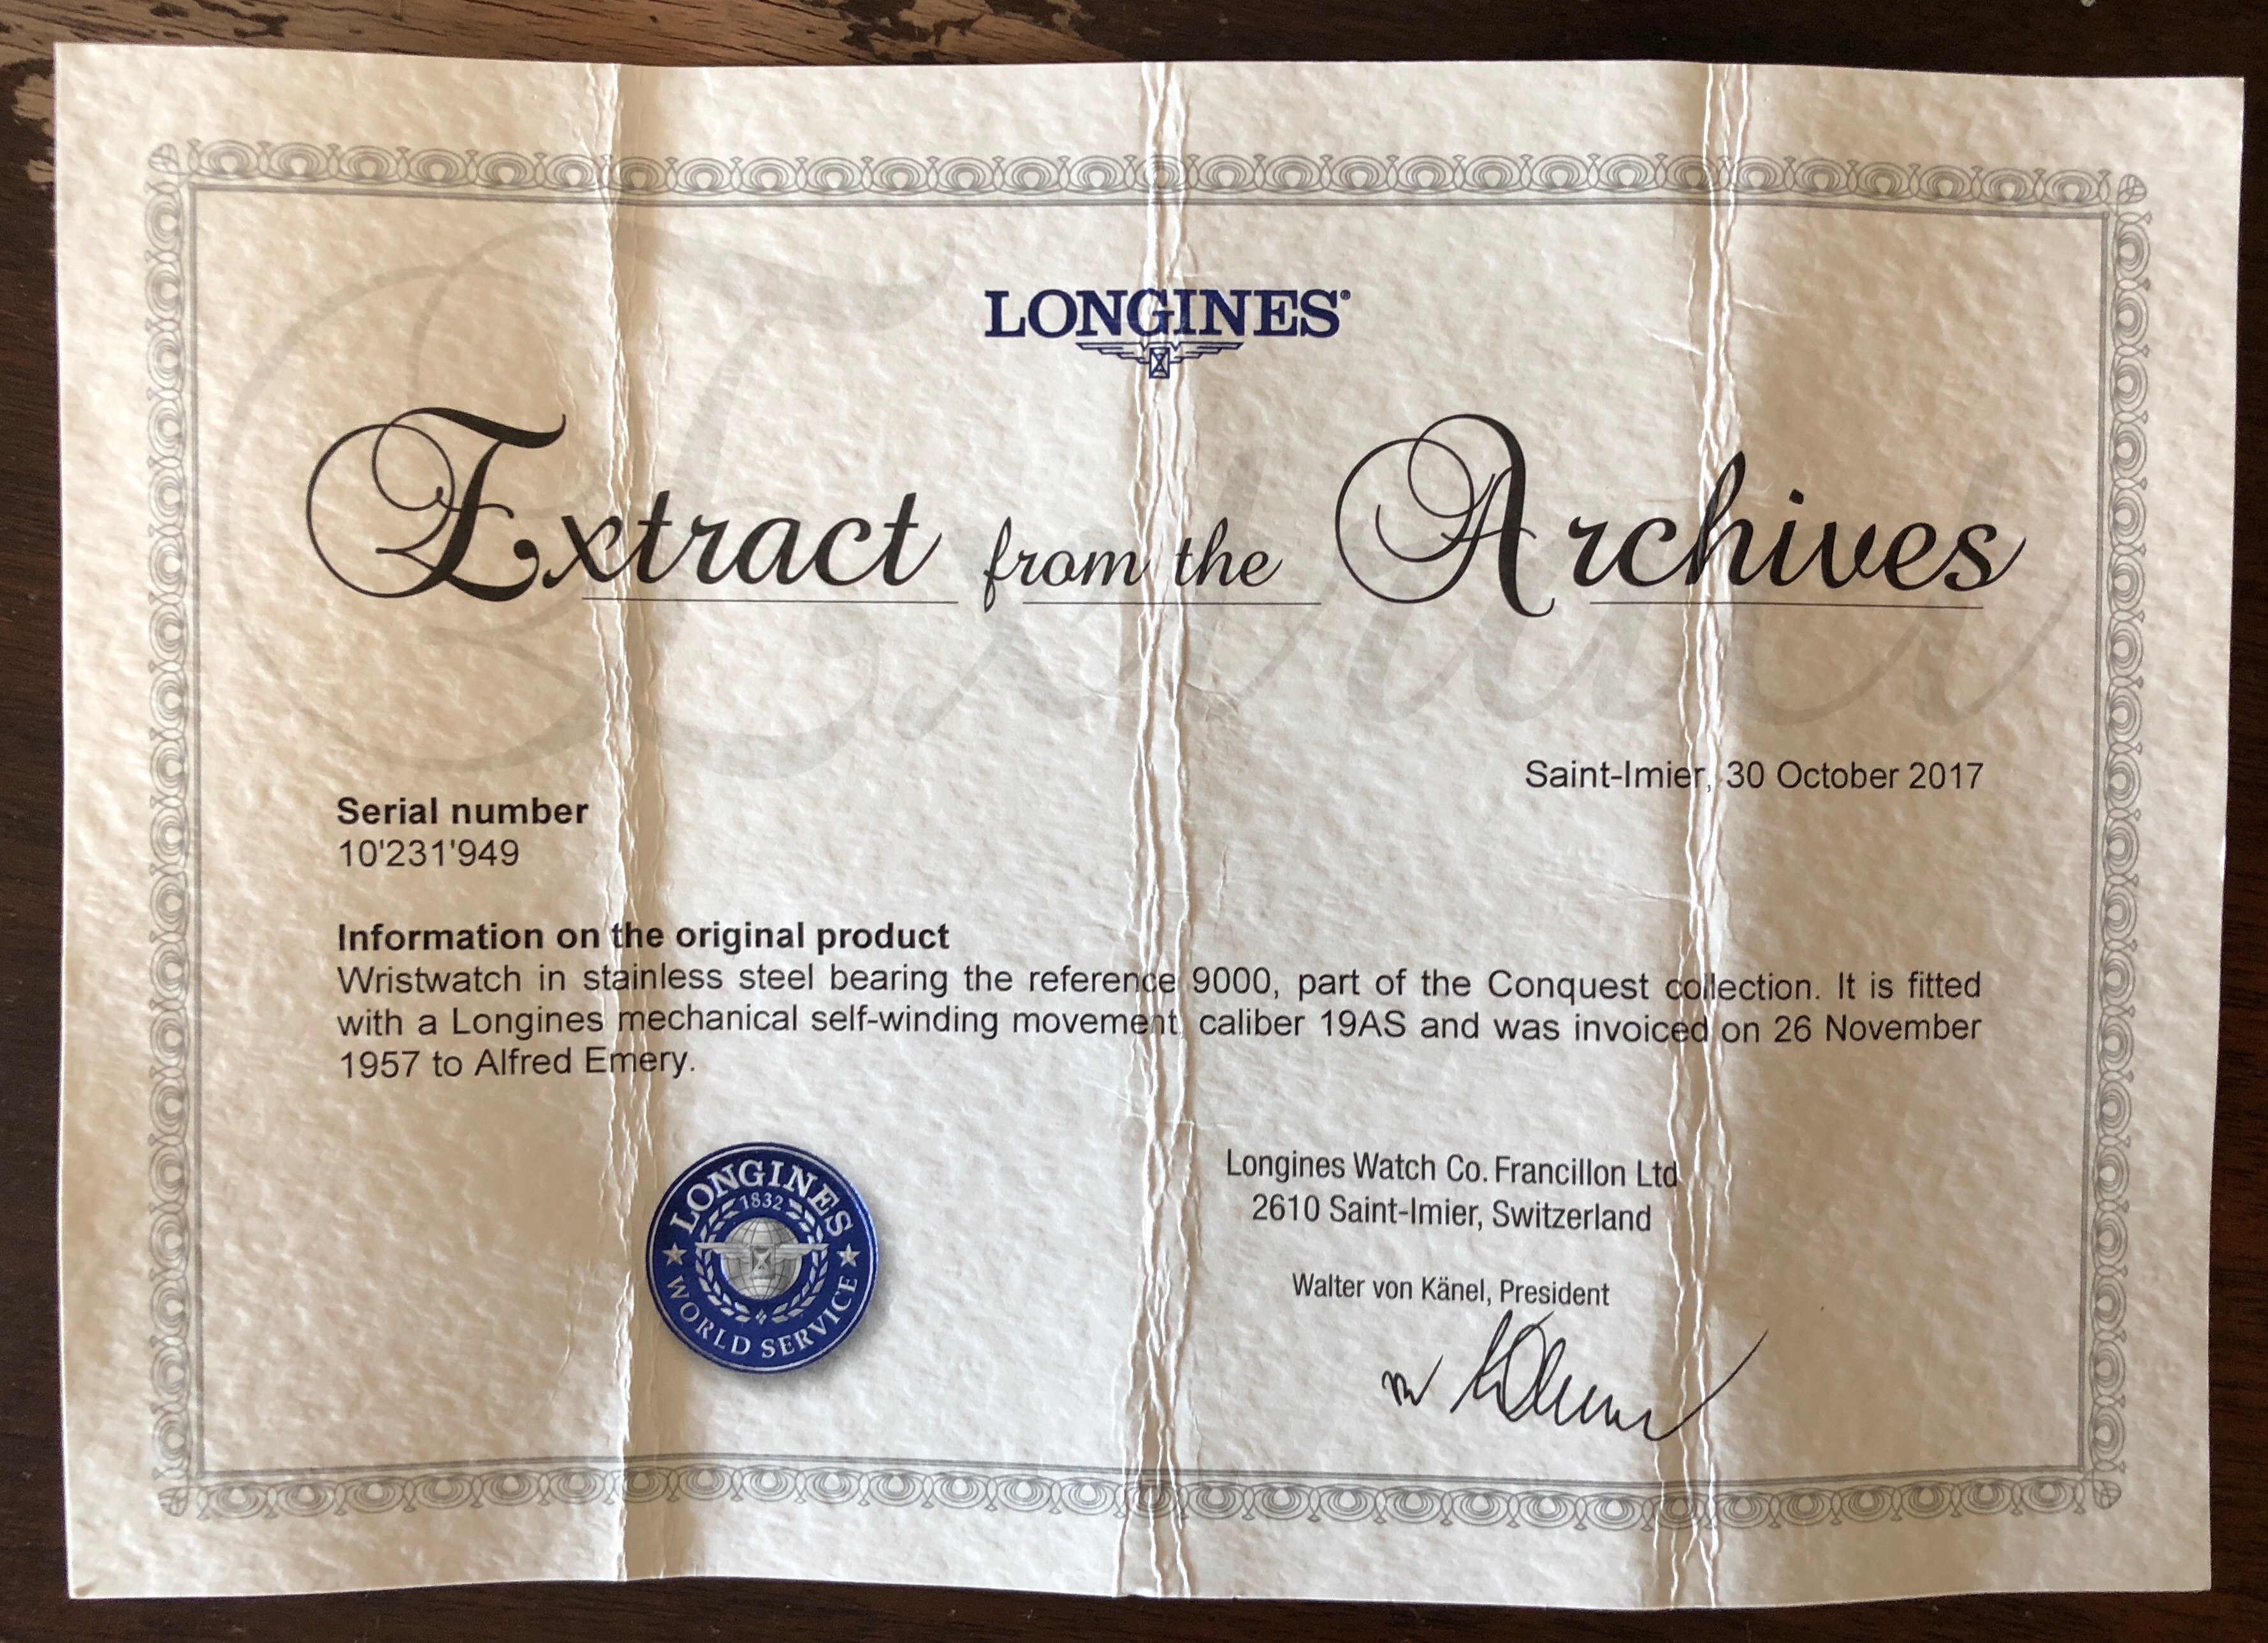 LONGINES®
Extract from the Archives
Extract
Saint-Imier, 30 October 2017
Serial number
10'231'949
Information on the original product
Wristwatch in stainless steel bearing the reference 9000, part of the Conquest collection. It is fitted
with a Longines mechanical self-winding movement, caliber 19AS and was invoiced on 26 November
1957 to Alfred Emery.
LONGINES
1832
WORLD SERVICE
Longines Watch Co. Francillon Ltd
2610 Saint-Imier, Switzerland
Walter von Känel, President